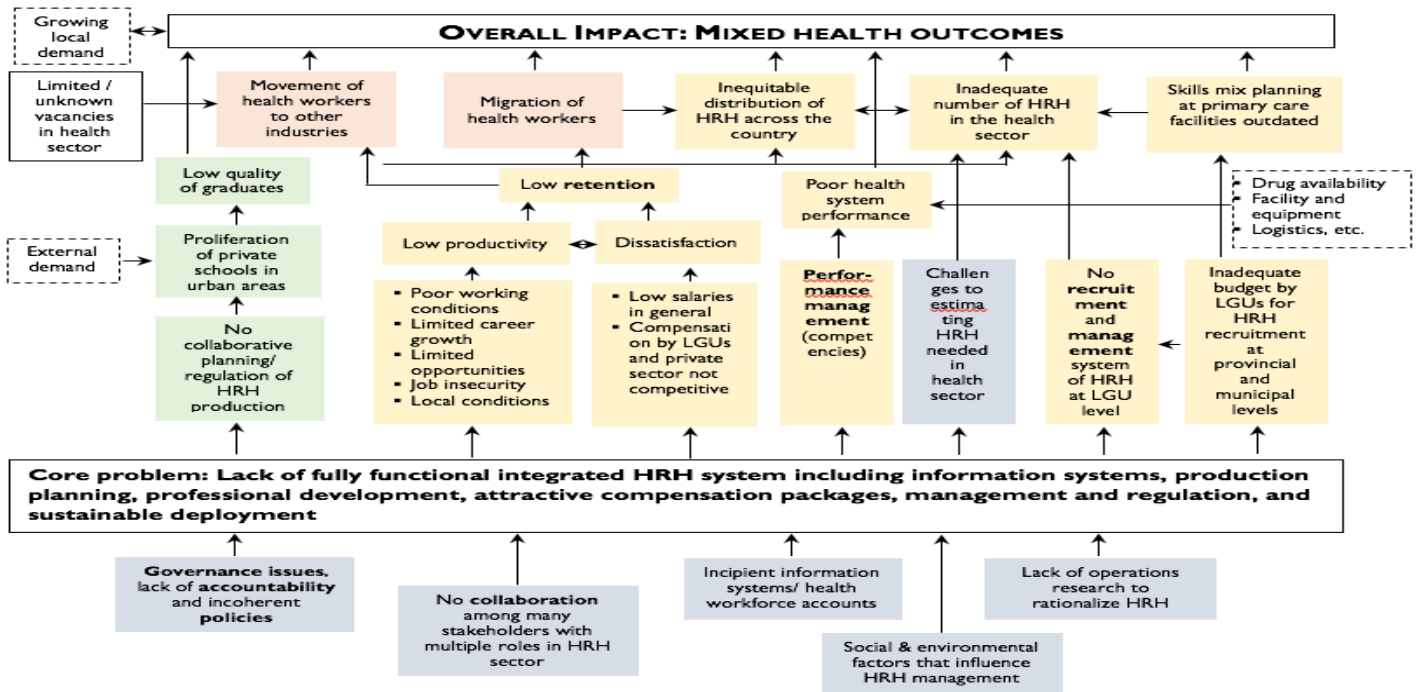 Growing
local
demand
OVERALL IMPACT: MIXED HEALTH OUTCOMES
Limited /
unknown
vacancies in
health
sector
Movement of
health workers
to other
industries
Migration of
health workers
Inequitable
distribution of
HRH across the
country
Inadequate
number of HRH
in the health
sector
Skills mix planning
at primary care
facilities outdated
Low quality
of graduates
Low retention
Poor health
system
performance
▪ Drug availability
▪ Facility and
equipment
▪ Logistics, etc.
External
demand
Proliferation
of private
schools in
urban areas
Low productivity
Dissatisfaction
No
collaborative
planning/
regulation of
HRH
production
▪ Poor working
conditions
▪ Limited career
growth
▪ Limited
opportunities
▪ Job insecurity
▪ Local conditions
▪ Low salaries
in general
▪ Compensati
on by LGUs
and private
sector not
competitive
Perfor-
mance
manag
ement
(compet
encies)
Challen
ges to
estima
ting
HRH
needed
in
health
sector
No
recruit
ment
and
manag
ement
system
of HRH
at LGU
level
Inadequate
budget by
LGUs for
HRH
recruitment
at
provincial
and
municipal
levels
Core problem: Lack of fully functional integrated HRH system including information systems, production
planning, professional development, attractive compensation packages, management and regulation, and
sustainable deployment
Governance issues,
lack of accountability
and incoherent
policies
No collaboration
among many
stakeholders with
multiple roles in HRH
sector
Incipient information
systems/ health
workforce accounts
Social & environmental
factors that influence
HRH management
Lack of operations
research to
rationalize HRH